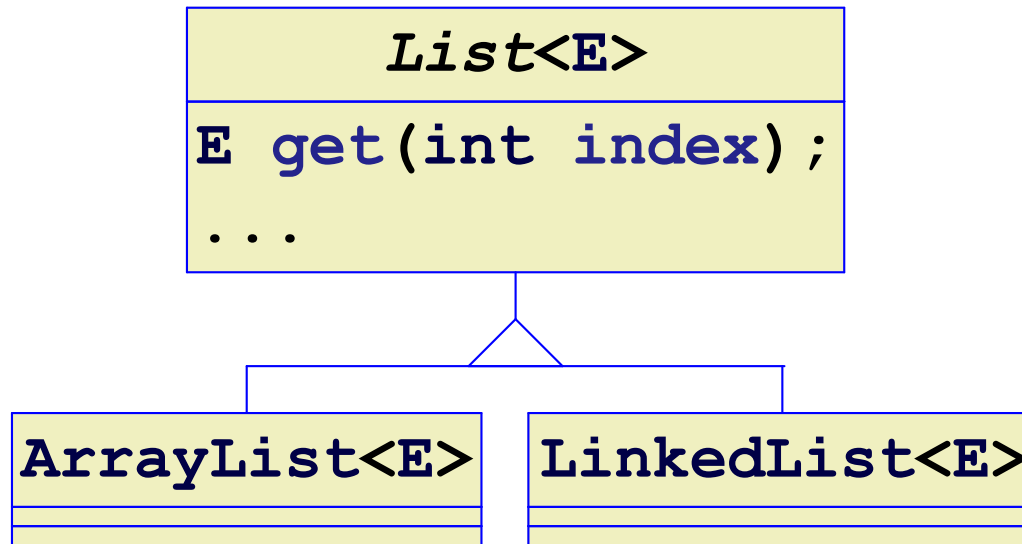 List<E>
E get(int index);
...
ArrayList<E>
LinkedList<E>